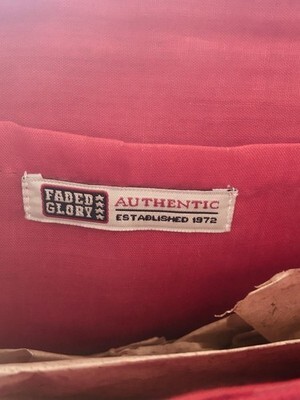 FADED
GLORY
AUTHENTIC
ESTABLISHED 1972